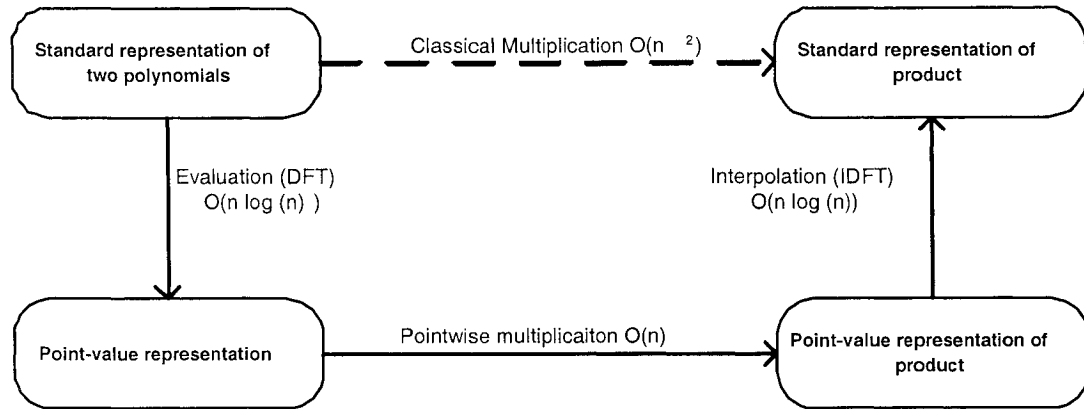 Standard representation of
two polynomials
Classical Multiplication O(n ²)
Standard representation of
product
Evaluation (DFT)
O(n log (n) )
Interpolation (IDFT)
O(n log (n))
Point-value representation
Pointwise multiplicaiton O(n)
Point-value representation of
product